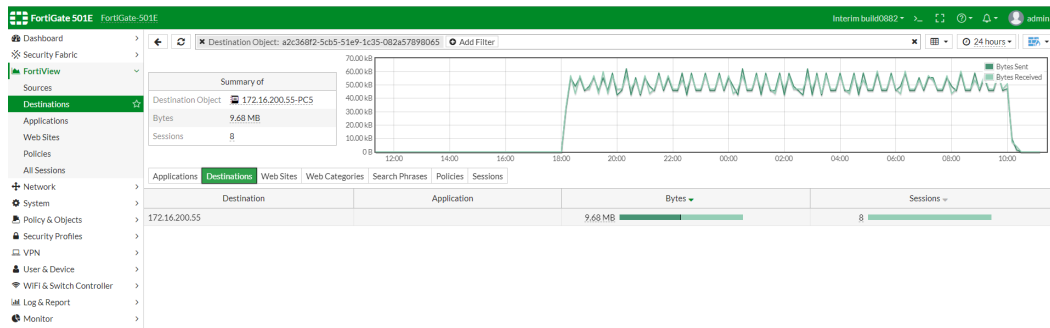 FortiGate 501E FortiGate-501E Interim build0882 >_ admin
Dashboard
Security Fabric
FortiView
Sources
Destinations
Applications
Web Sites
Policies
All Sessions
Network
System
Policy & Objects
Security Profiles
VPN
User & Device
WiFi & Switch Controller
Log & Report
Monitor
Destination Object: a2c368f2-5cb5-51e9-1c35-082a57898065 Add Filter 24 hours
Summary of
Destination Object 172.16.200.55-PC5
Bytes 9.68 MB
Sessions 8
70.00 kB
60.00 kB
50.00 kB
40.00 kB
30.00 kB
20.00 kB
10.00 kB
0 B
12:00 14:00 16:00 18:00 20:00 22:00 00:00 02:00 04:00 06:00 08:00 10:00
Bytes Sent
Bytes Received
Applications Destinations Web Sites Web Categories Search Phrases Policies Sessions
Destination Application Bytes Sessions
172.16.200.55 9.68 MB 8